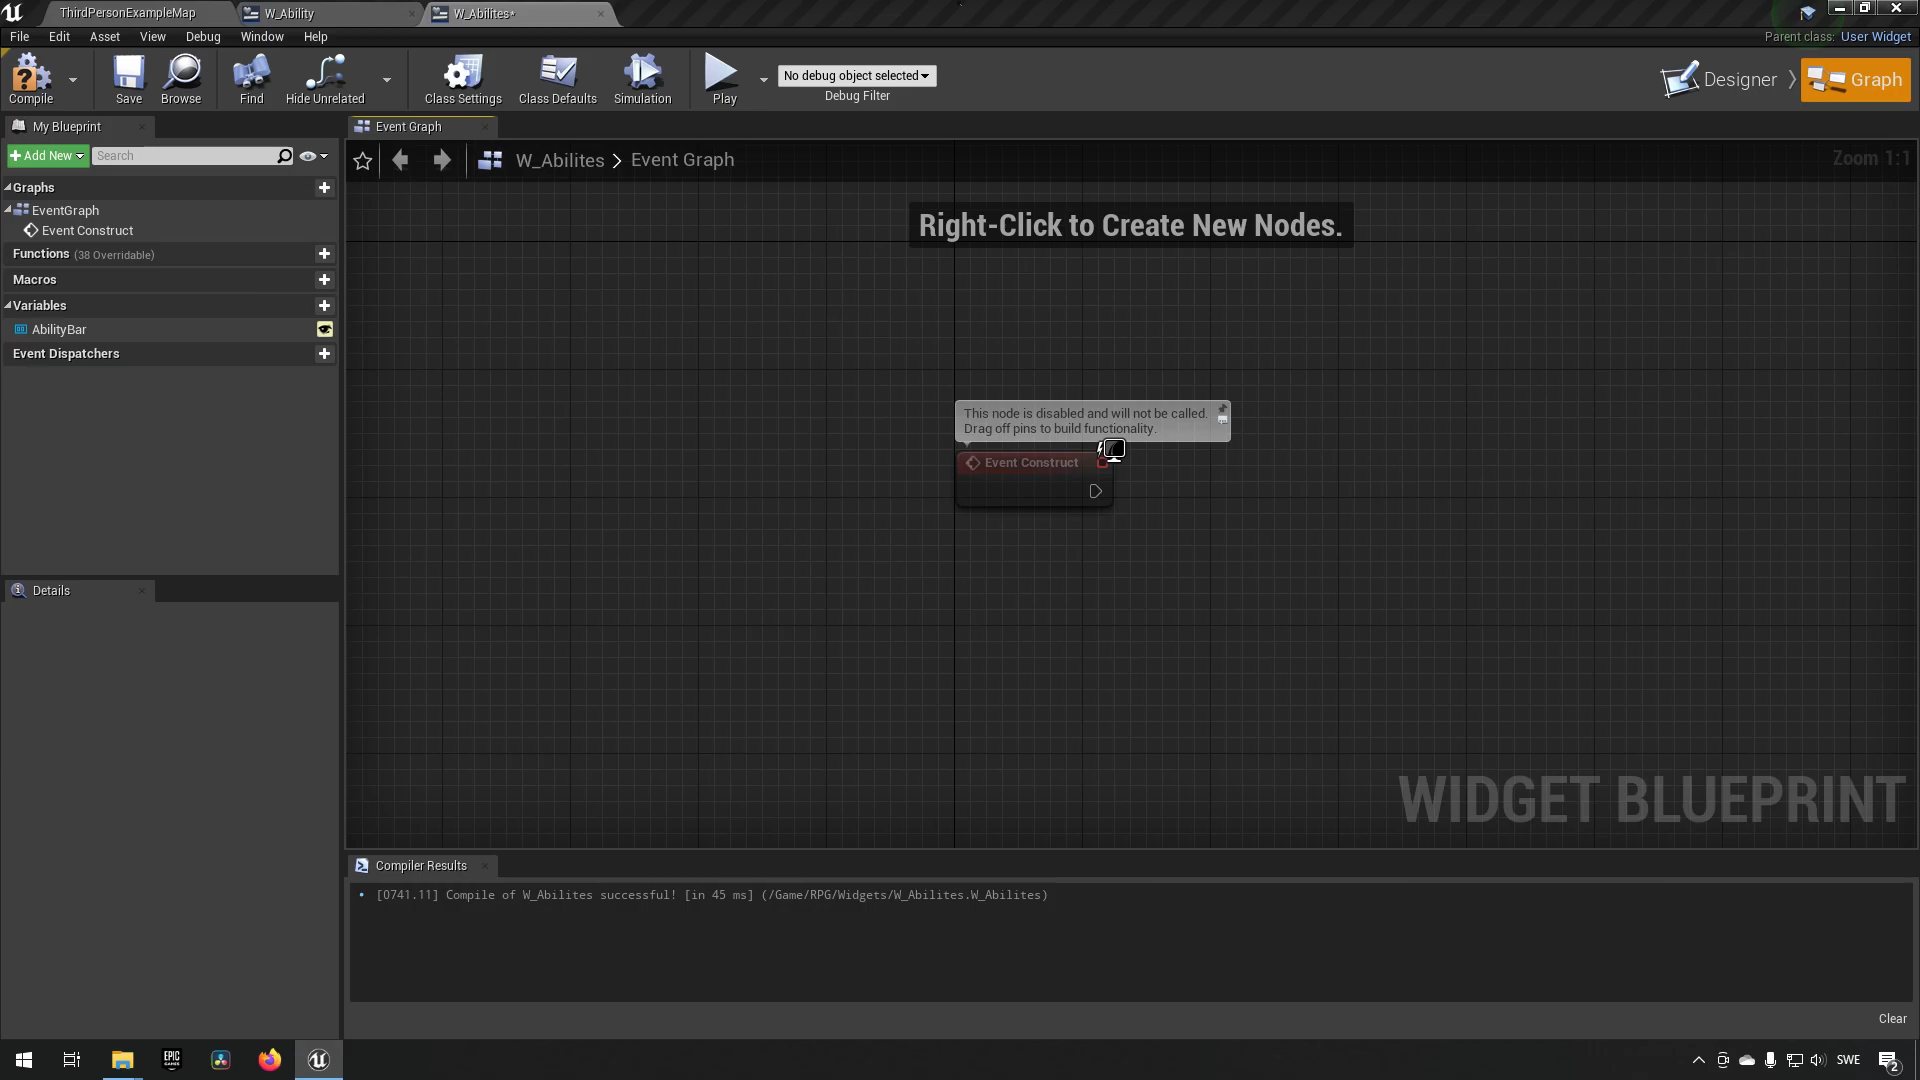 ThirdPersonExampleMap
W_Ability
W_Abilites*
File Edit Asset View Debug Window Help
Parent class: User Widget
Compile
Save
Browse
Find
Hide Unrelated
Class Settings
Class Defaults
Simulation
Play
No debug object selected
Debug Filter
Designer
Graph
My Blueprint
Event Graph
Add New
Search
W_Abilites > Event Graph
Zoom 1:1
Graphs
EventGraph
Event Construct
Functions (38 Overridable)
Macros
Variables
AbilityBar
Event Dispatchers
Right-Click to Create New Nodes.
This node is disabled and will not be called.
Drag off pins to build functionality.
Event Construct
Details
WIDGET BLUEPRINT
Compiler Results
• [0741.11] Compile of W_Abilites successful! [in 45 ms] (/Game/RPG/Widgets/W_Abilites.W_Abilites)
Clear
EPIC
GAMES
SWE
2